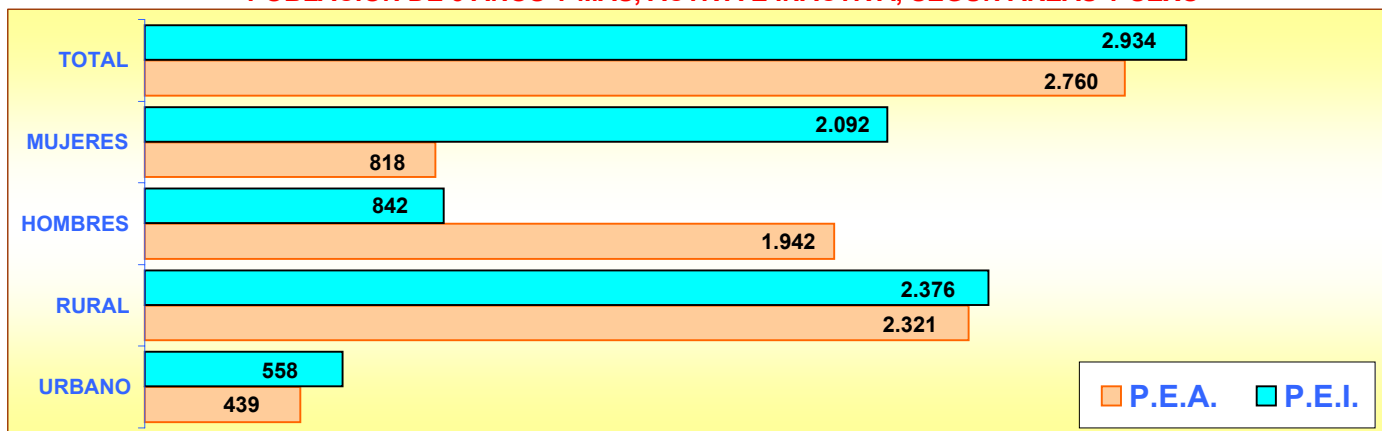 2.934
TOTAL
2.760
2.092
MUJERES
818
842
HOMBRES
1.942
2.376
RURAL
2.321
558
URBANO
439
P.E.A. P.E.I.